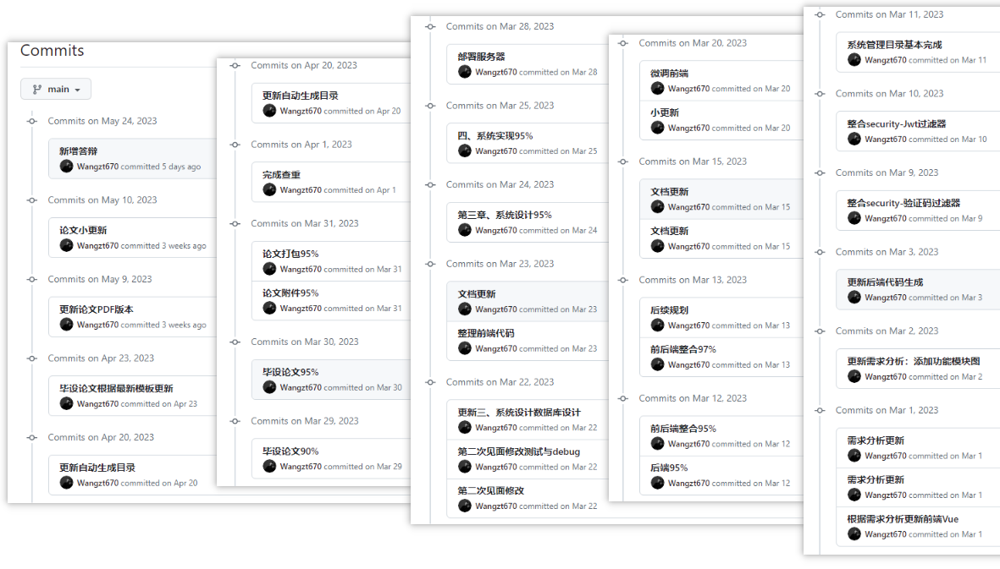 Commits
main
Commits on May 24, 2023
新增答辩
Wangzt670 committed 5 days ago
Commits on May 10, 2023
论文小更新
Wangzt670 committed 3 weeks ago
Commits on May 9, 2023
更新论文PDF版本
Wangzt670 committed 3 weeks ago
Commits on Apr 23, 2023
毕设论文根据最新模板更新
Wangzt670 committed on Apr 23
Commits on Apr 20, 2023
更新自动生成目录
Wangzt670 committed on Apr 20
Commits on Apr 20, 2023
更新自动生成目录
Wangzt670 committed on Apr 20
Commits on Apr 1, 2023
完成查重
Wangzt670 committed on Apr 1
Commits on Mar 31, 2023
论文打包95%
Wangzt670 committed on Mar 31
论文附件95%
Wangzt670 committed on Mar 31
Commits on Mar 30, 2023
毕设论文95%
Wangzt670 committed on Mar 30
Commits on Mar 29, 2023
毕设论文90%
Wangzt670 committed on Mar 29
Commits on Mar 28, 2023
部署服务器
Wangzt670 committed on Mar 28
Commits on Mar 25, 2023
四、系统实现95%
Wangzt670 committed on Mar 25
Commits on Mar 24, 2023
第三章、系统设计95%
Wangzt670 committed on Mar 24
Commits on Mar 23, 2023
文档更新
Wangzt670 committed on Mar 23
整理前端代码
Wangzt670 committed on Mar 23
Commits on Mar 22, 2023
更新三、系统设计数据库设计
Wangzt670 committed on Mar 22
第二次见面修改测试与debug
Wangzt670 committed on Mar 22
第二次见面修改
Wangzt670 committed on Mar 22
Commits on Mar 20, 2023
微调前端
Wangzt670 committed on Mar 20
小更新
Wangzt670 committed on Mar 20
Commits on Mar 15, 2023
文档更新
Wangzt670 committed on Mar 15
文档更新
Wangzt670 committed on Mar 15
Commits on Mar 13, 2023
后续规划
Wangzt670 committed on Mar 13
前后端整合97%
Wangzt670 committed on Mar 13
Commits on Mar 12, 2023
前后端整合95%
Wangzt670 committed on Mar 12
后端95%
Wangzt670 committed on Mar 12
Commits on Mar 11, 2023
系统管理目录基本完成
Wangzt670 committed on Mar 11
Commits on Mar 10, 2023
整合security-Jwt过滤器
Wangzt670 committed on Mar 10
Commits on Mar 9, 2023
整合security-验证码过滤器
Wangzt670 committed on Mar 9
Commits on Mar 3, 2023
更新后端代码生成
Wangzt670 committed on Mar 3
Commits on Mar 2, 2023
更新需求分析：添加功能模块图
Wangzt670 committed on Mar 2
Commits on Mar 1, 2023
需求分析更新
Wangzt670 committed on Mar 1
需求分析更新
Wangzt670 committed on Mar 1
根据需求分析更新前端Vue
Wangzt670 committed on Mar 1